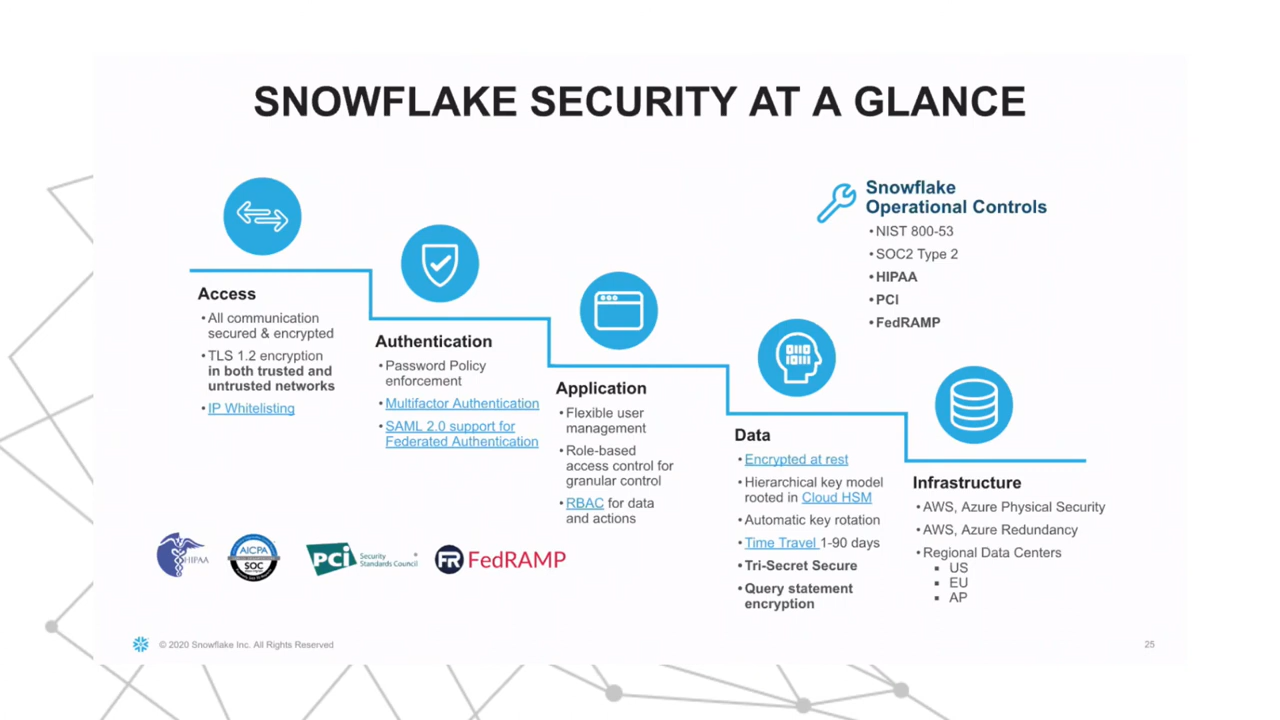 SNOWFLAKE SECURITY AT A GLANCE
Access
•All communication
secured & encrypted
•TLS 1.2 encryption
in both trusted and
untrusted networks
•IP Whitelisting
Authentication
•Password Policy
enforcement
•Multifactor Authentication
•SAML 2.0 support for
Federated Authentication
Application
•Flexible user
management
•Role-based
access control for
granular control
•RBAC for data
and actions
Data
•Encrypted at rest
•Hierarchical key model
rooted in Cloud HSM
•Automatic key rotation
•Time Travel 1-90 days
•Tri-Secret Secure
•Query statement
encryption
Infrastructure
•AWS, Azure Physical Security
•AWS, Azure Redundancy
•Regional Data Centers
▪ US
▪ EU
▪ AP
Snowflake
Operational Controls
•NIST 800-53
•SOC2 Type 2
•HIPAA
•PCI
•FedRAMP
HIPAA
AICPA
SOC
PCI
Security
Standards Council
FR FedRAMP
© 2020 Snowflake Inc. All Rights Reserved
25